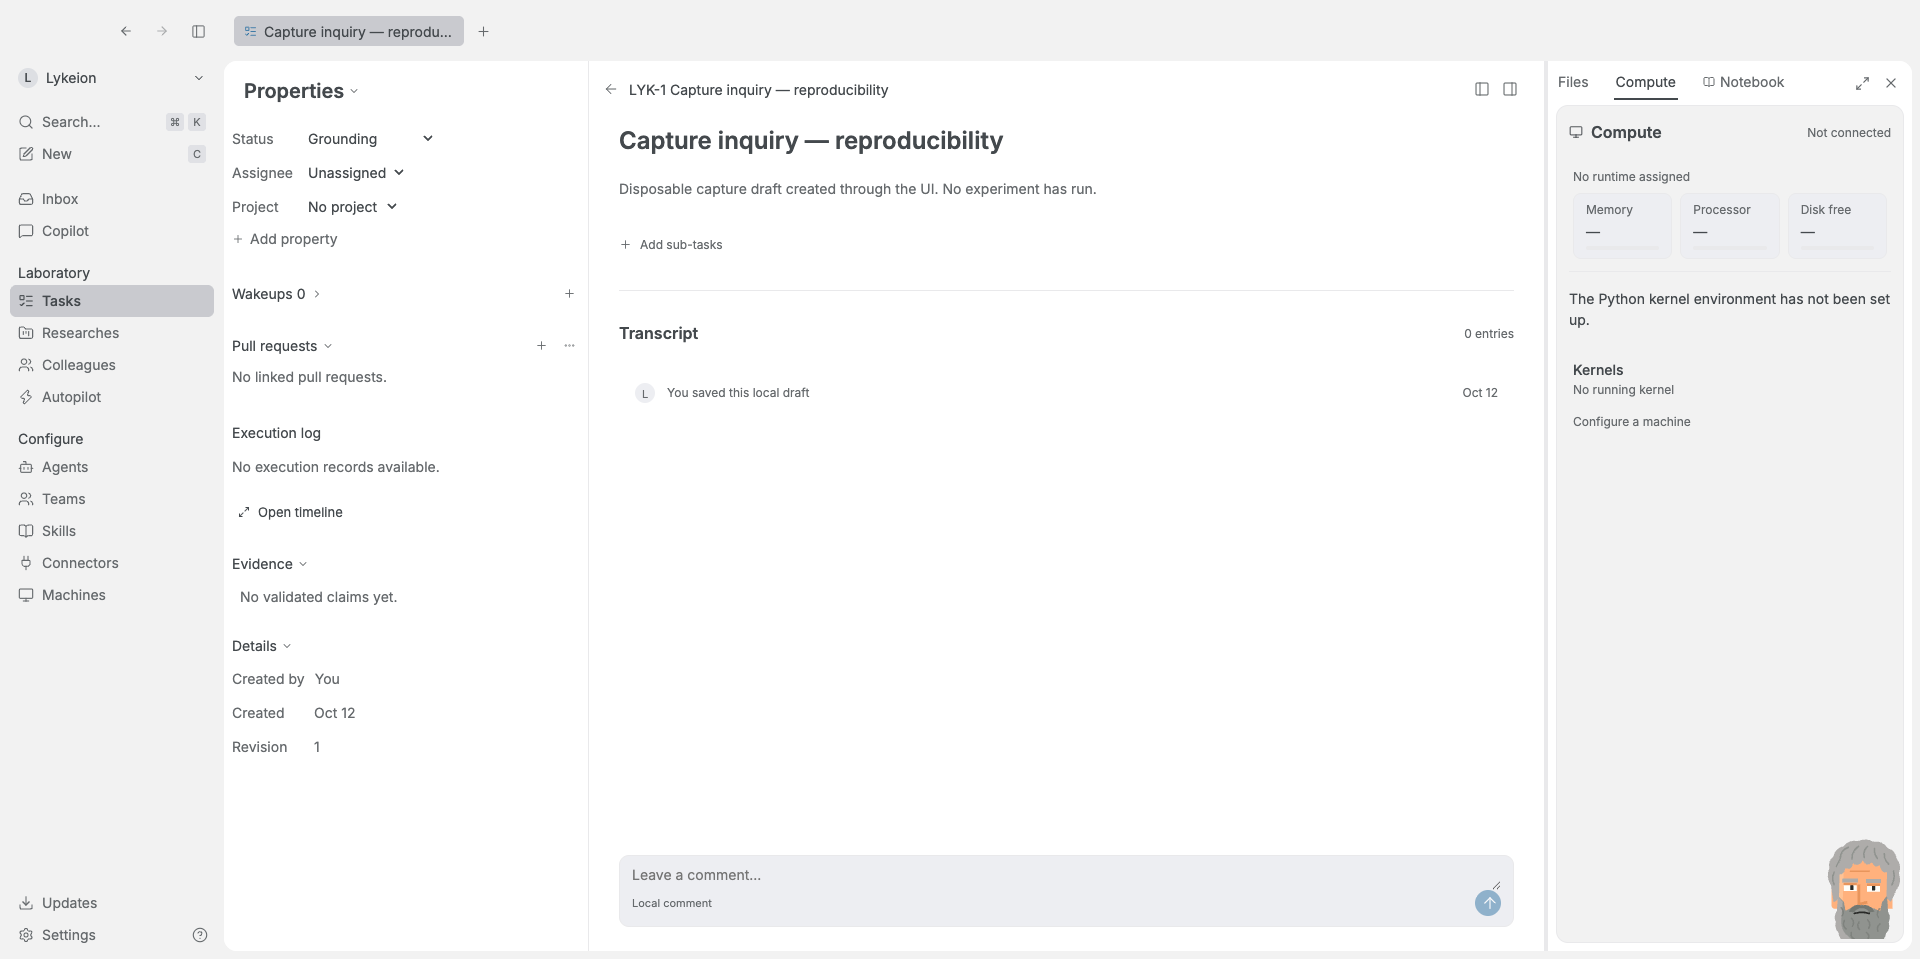 Capture inquiry — reprodu...
L Lykeion
Search... ⌘ K
New C
Inbox
Copilot
Laboratory
Tasks
Researches
Colleagues
Autopilot
Configure
Agents
Teams
Skills
Connectors
Machines
Updates
Settings
Properties
Status Grounding
Assignee Unassigned
Project No project
+ Add property
Wakeups 0
Pull requests
No linked pull requests.
Execution log
No execution records available.
Open timeline
Evidence
No validated claims yet.
Details
Created by You
Created Oct 12
Revision 1
LYK-1 Capture inquiry — reproducibility
Capture inquiry — reproducibility
Disposable capture draft created through the UI. No experiment has run.
+ Add sub-tasks
Transcript 0 entries
L You saved this local draft Oct 12
Leave a comment...
Local comment
Files Compute Notebook
Compute Not connected
No runtime assigned
Memory Processor Disk free
— — —
The Python kernel environment has not been set
up.
Kernels
No running kernel
Configure a machine